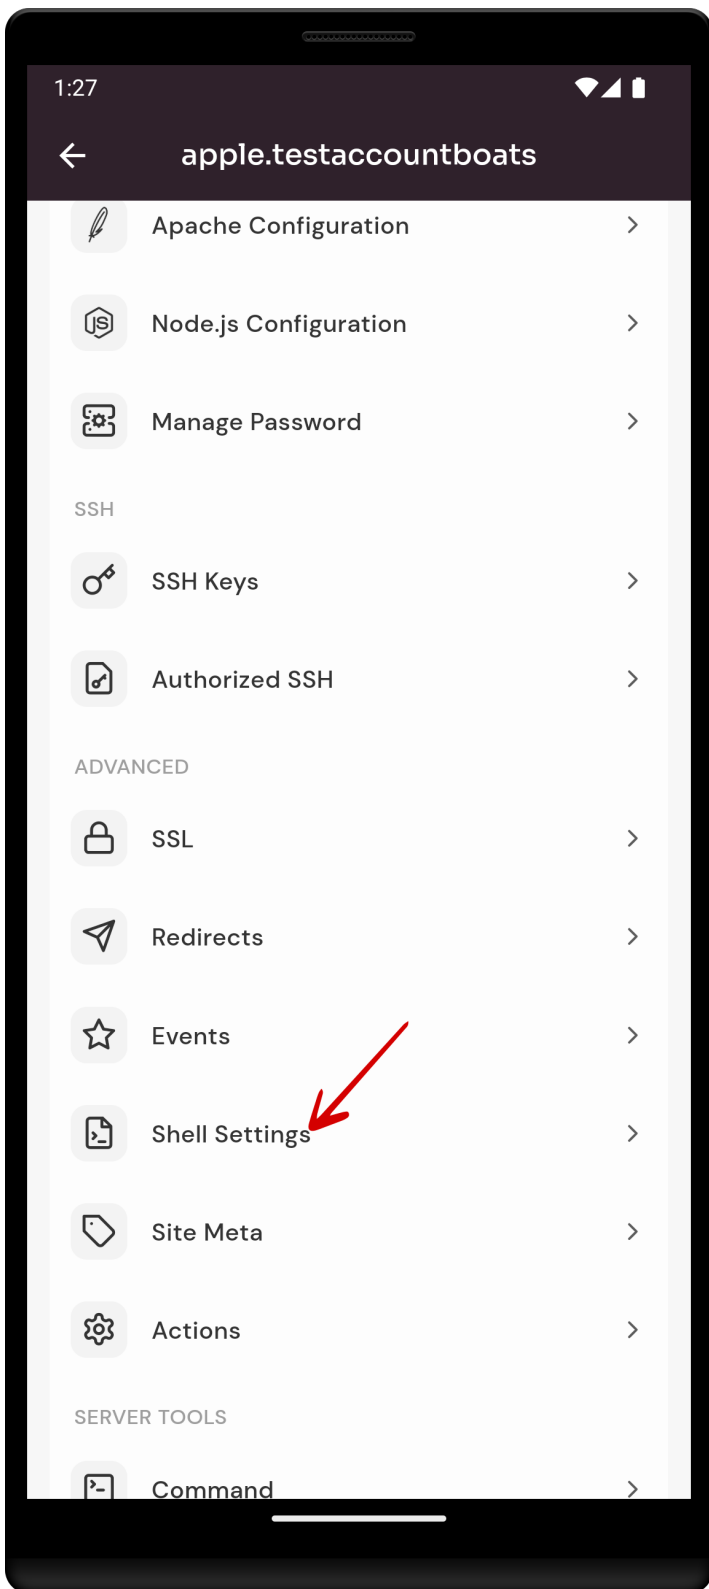 1:27
apple.testaccountboats
Apache Configuration
Node.js Configuration
Manage Password
SSH
SSH Keys
Authorized SSH
ADVANCED
SSL
Redirects
Events
Shell Settings
Site Meta
Actions
SERVER TOOLS
Command